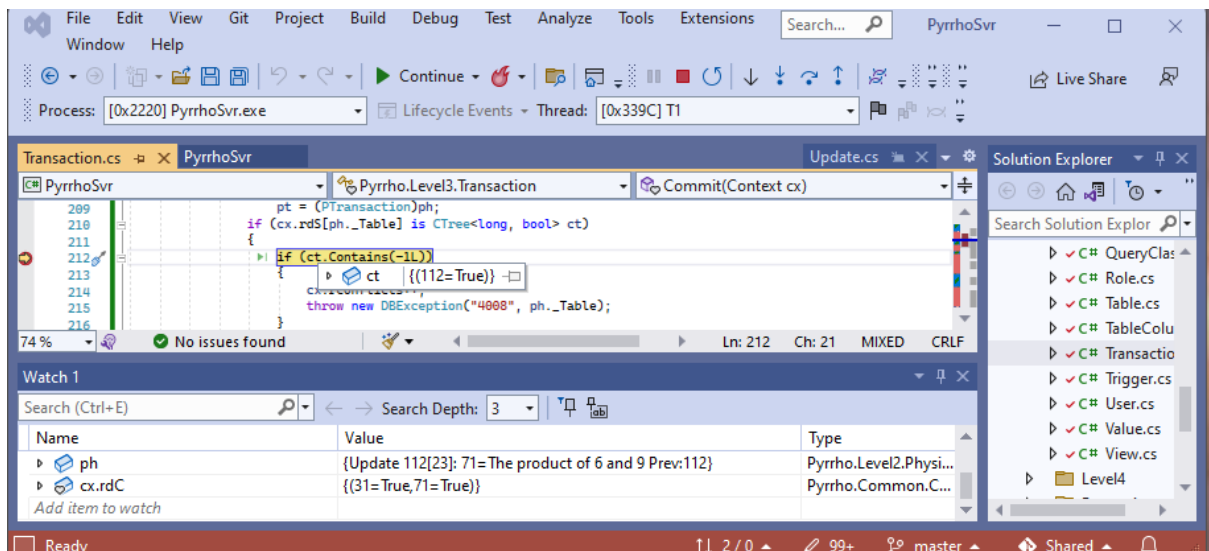 File Edit View Git Project Build Debug Test Analyze Tools Extensions Search... PyrrhoSvr
Window Help
Continue Live Share
Process: [0x2220] PyrrhoSvr.exe Lifecycle Events Thread: [0x339C] T1
Transaction.cs PyrrhoSvr Update.cs Solution Explorer
C# PyrrhoSvr Pyrrho.Level3.Transaction Commit(Context cx)
209 pt = (PTransaction)ph;
210 if (cx.rdS[ph._Table] is CTree<long, bool> ct)
211 {
212 if (ct.Contains(-1L))
213 { ct {(112=True)}
214
215 throw new DBException("4008", ph._Table);
216 }
74 % No issues found Ln: 212 Ch: 21 MIXED CRLF
Search Solution Explor
C# QueryClas
C# Role.cs
C# Table.cs
C# TableColu
C# Transactio
C# Trigger.cs
C# User.cs
C# Value.cs
C# View.cs
Level4
Watch 1
Search (Ctrl+E) Search Depth: 3
Name Value Type
ph {Update 112[23]: 71=The product of 6 and 9 Prev:112} Pyrrho.Level2.Physi...
cx.rdC {(31=True,71=True)} Pyrrho.Common.C...
Add item to watch
Ready 2 / 0 99+ master Shared